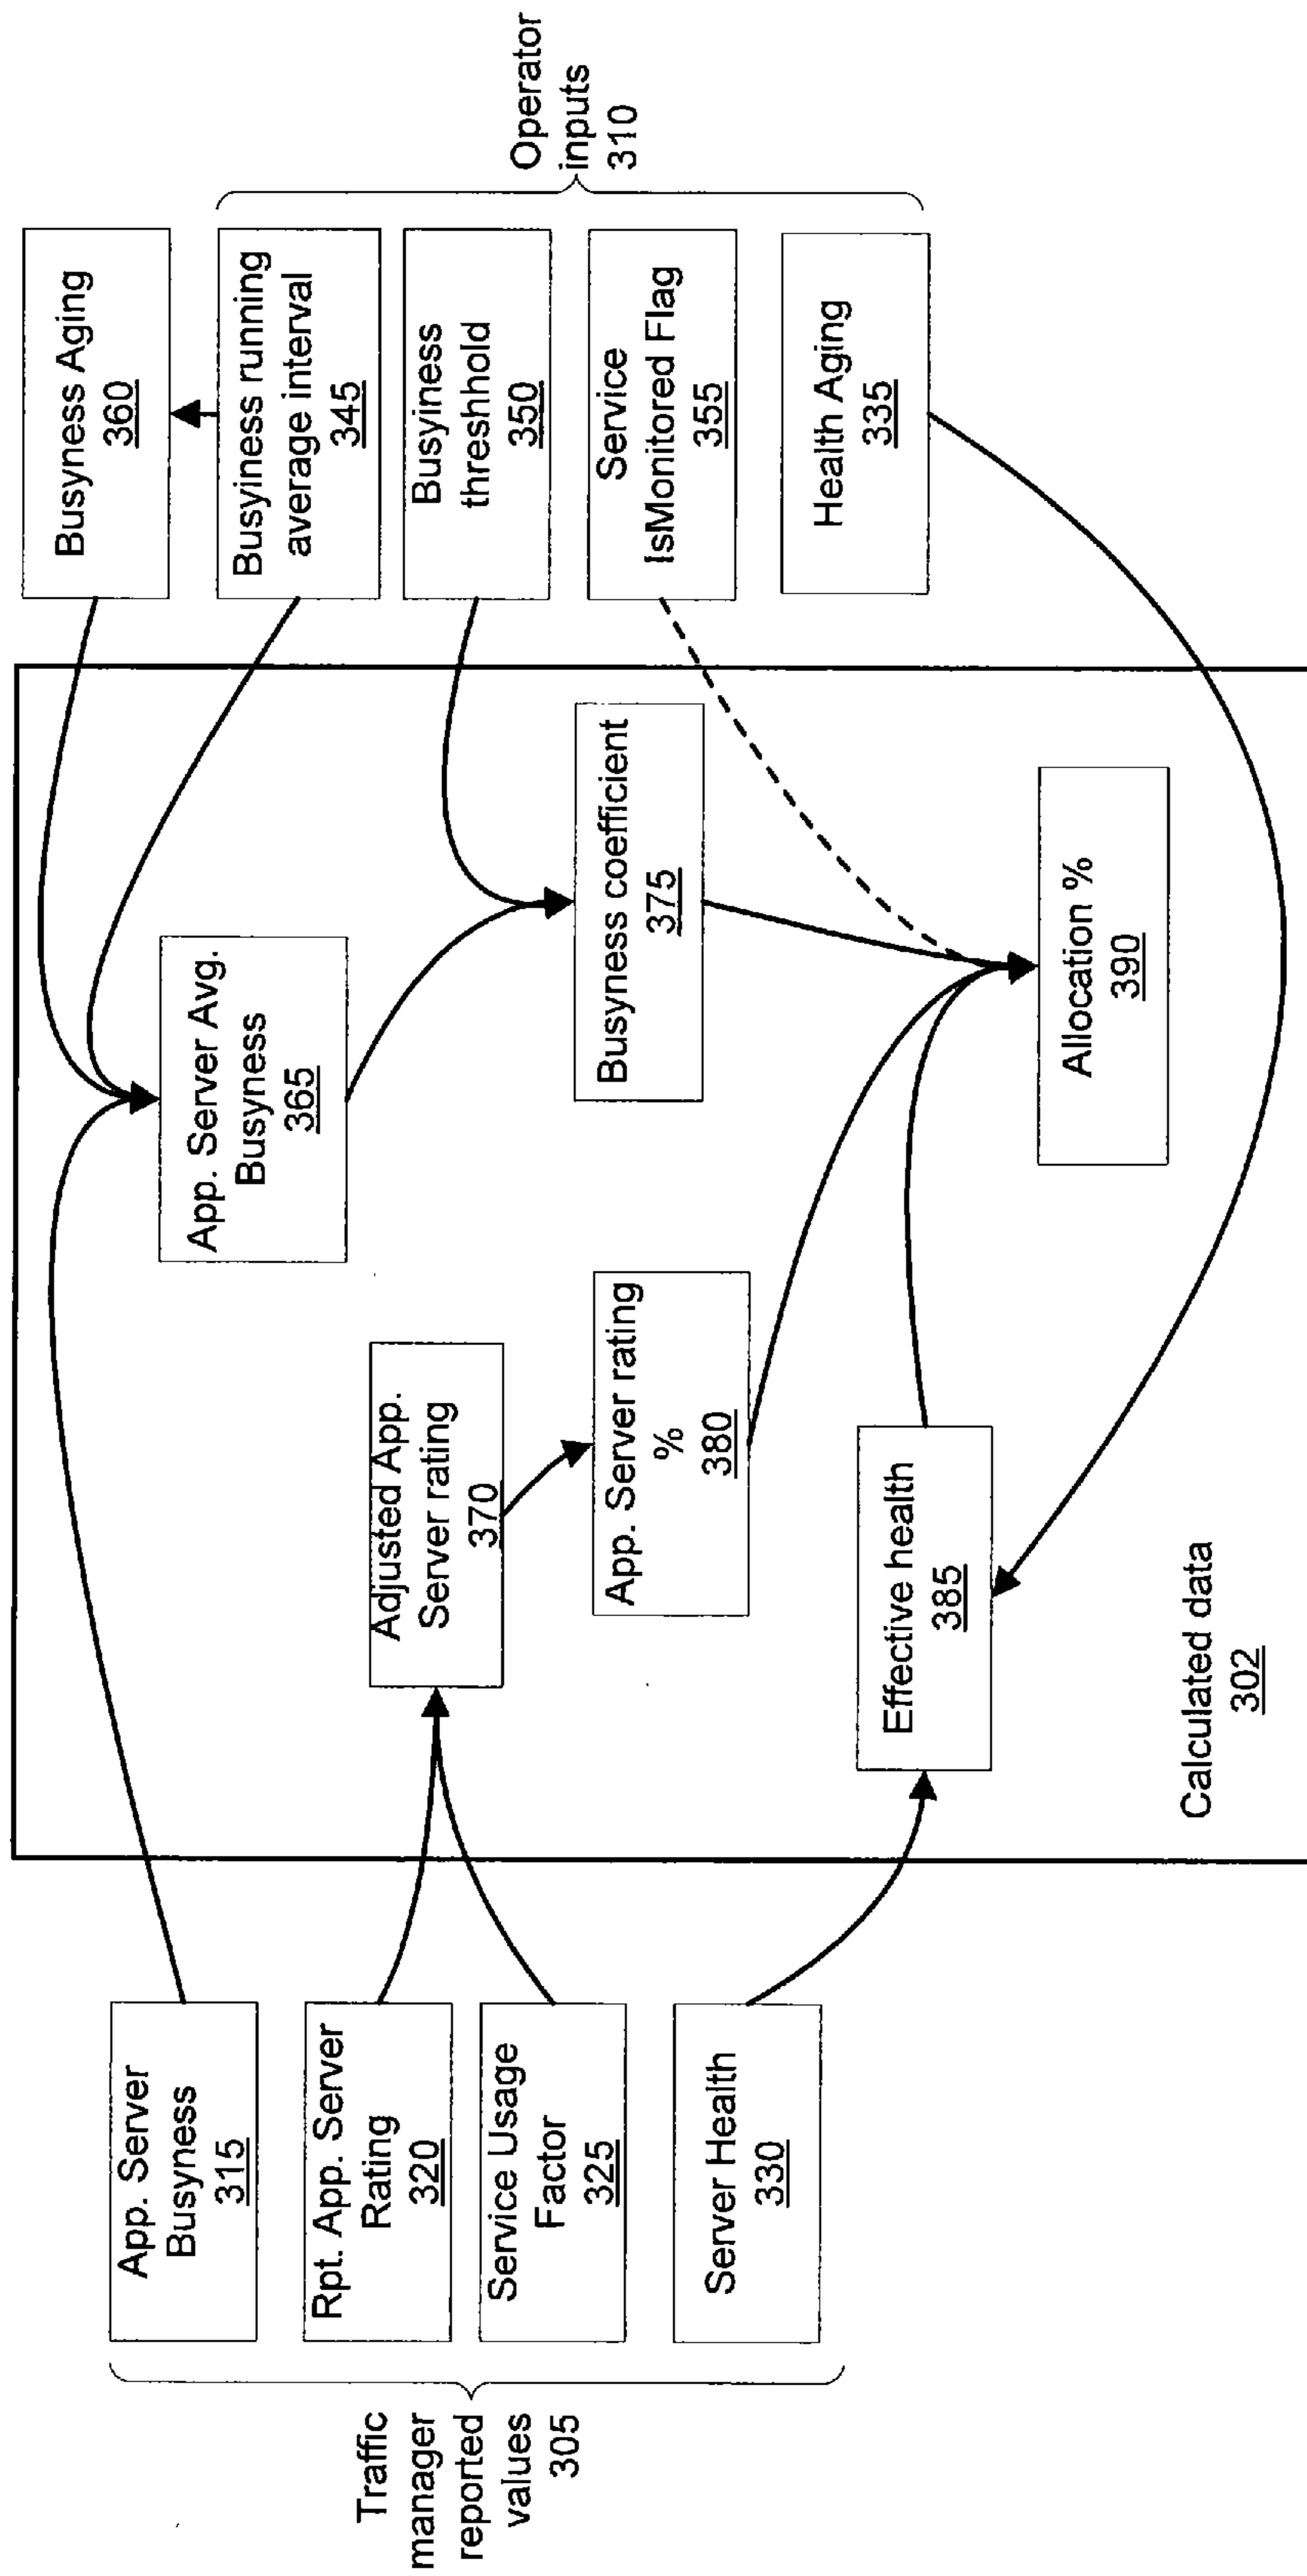 Traffic
manager
reported
values
305
App. Server
Busyness
315
Rpt. App. Server
Rating
320
Service Usage
Factor
325
Server Health
330
Calculated data
302
App. Server Avg.
Busyness
365
Adjusted App.
Server rating
370
App. Server rating
%
380
Effective health
385
Busyness coefficient
375
Allocation %
390
Busyness Aging
360
Busyiness running
average interval
345
Busyiness
threshhold
350
Service
IsMonitored Flag
355
Health Aging
335
Operator
inputs
310